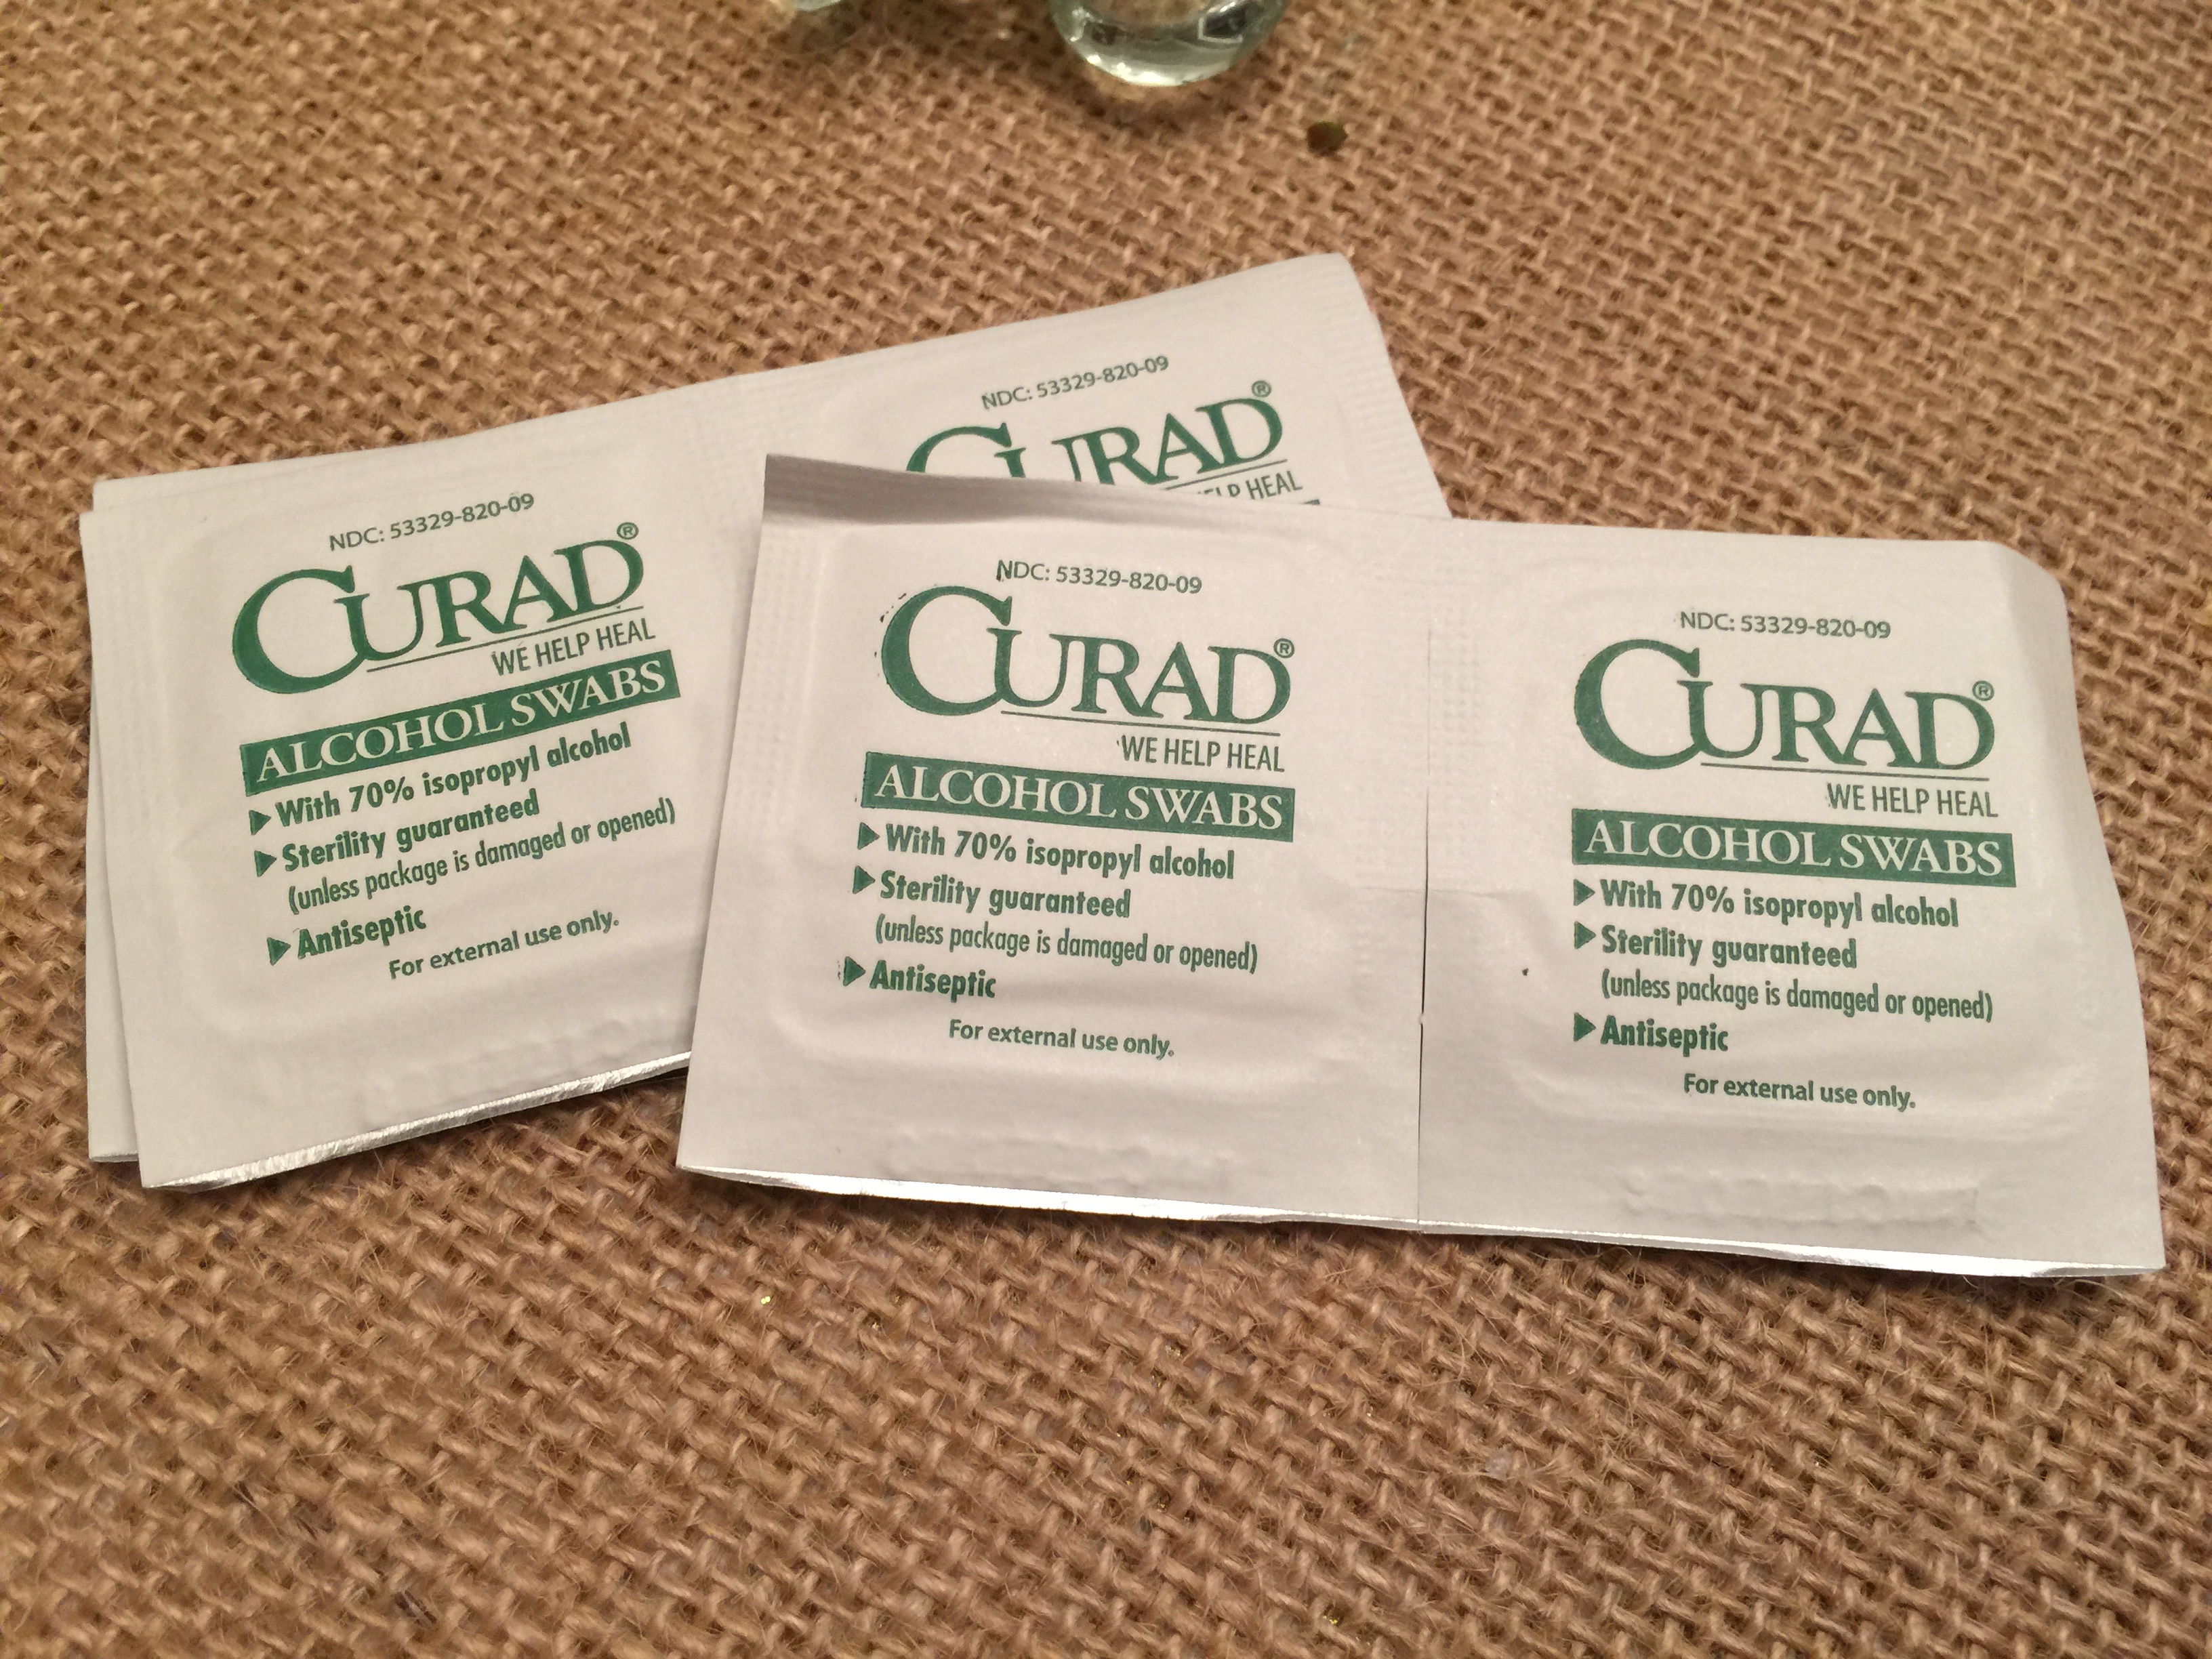 NDC: 53329-820-09
CURAD®
WE HELP HEAL
ALCOHOL SWABS
▶ With 70% isopropyl alcohol
▶ Sterility guaranteed
(unless package is damaged or opened)
▶ Antiseptic
For external use only.
NDC: 53329-820-09
CURAD®
HELP HEAL
NDC: 53329-820-09
CURAD®
WE HELP HEAL
ALCOHOL SWABS
▶ With 70% isopropyl alcohol
▶ Sterility guaranteed
(unless package is damaged or opened)
▶ Antiseptic
For external use only.
NDC: 53329-820-09
CURAD®
WE HELP HEAL
ALCOHOL SWABS
▶ With 70% isopropyl alcohol
▶ Sterility guaranteed
(unless package is damaged or opened)
▶ Antiseptic
For external use only.